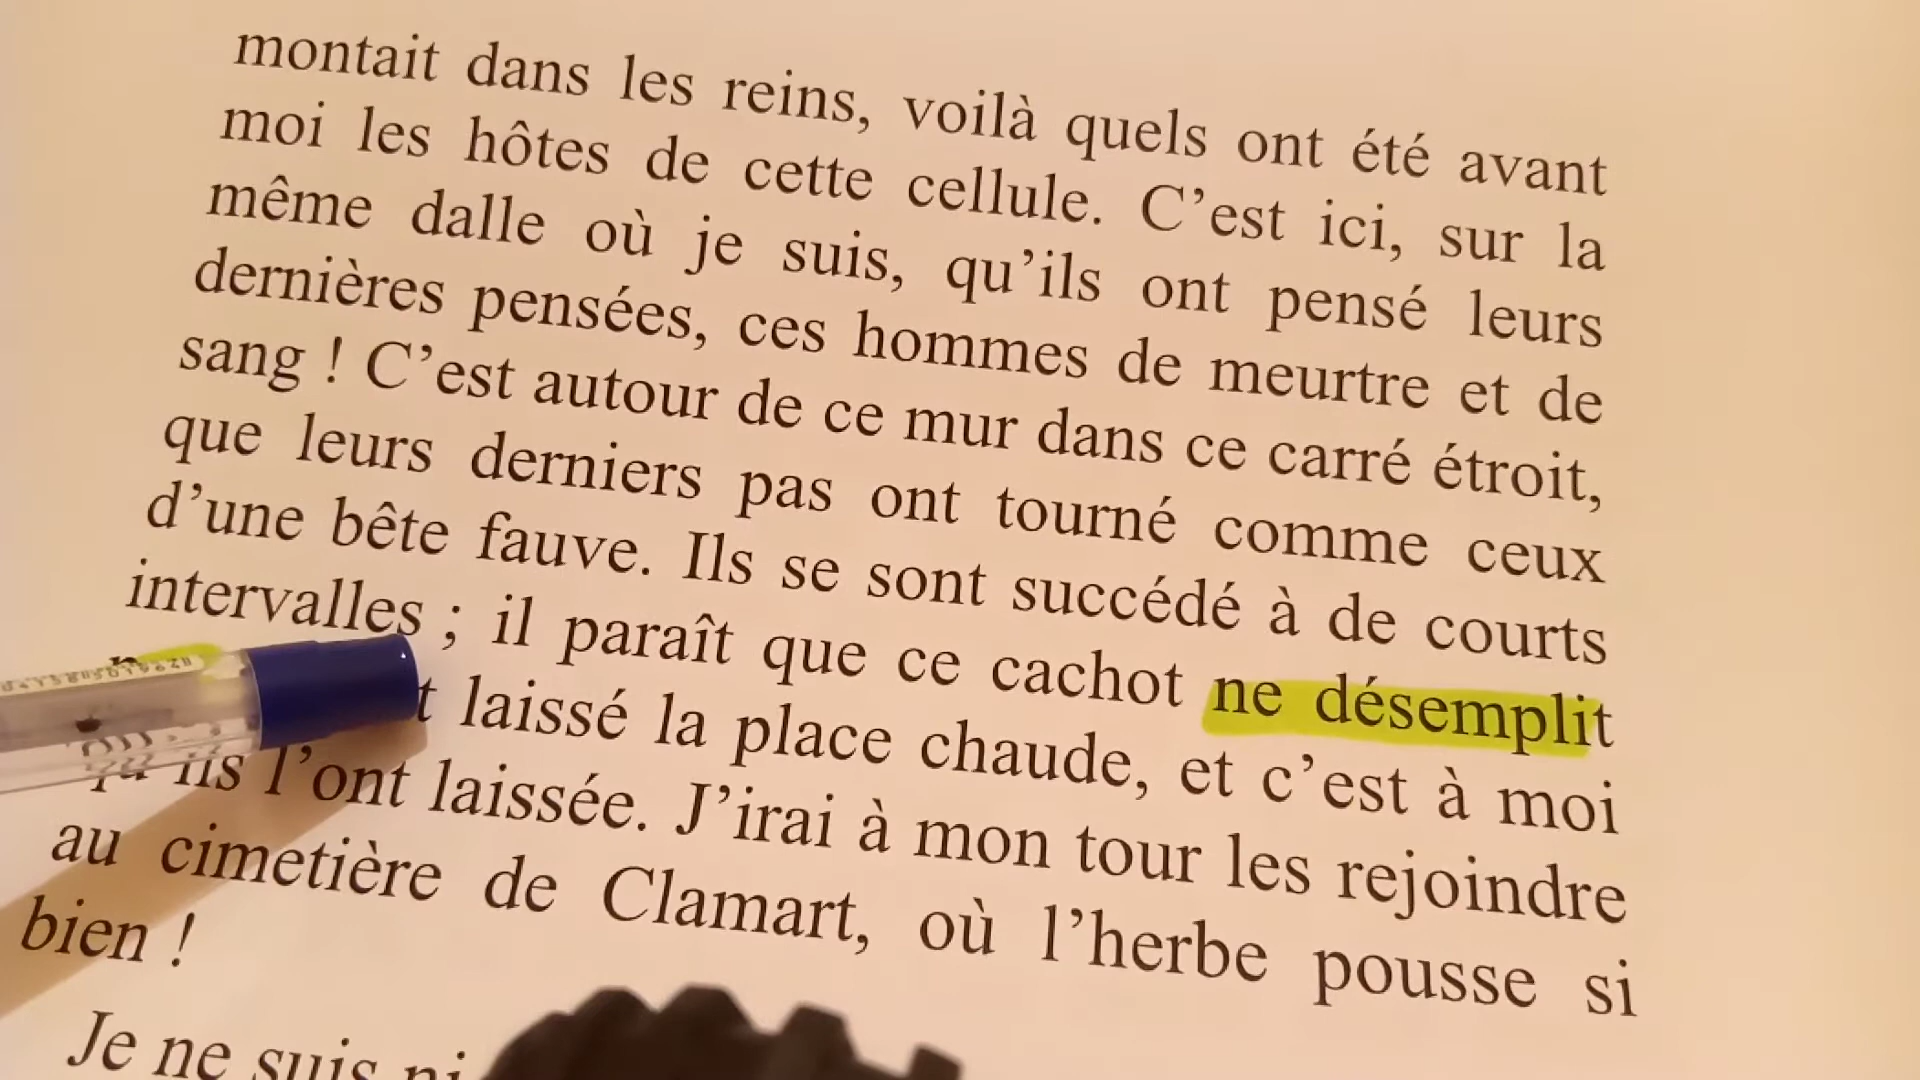 montait dans les reins, voilà quels ont été avant
moi les hôtes de cette cellule. C’est ici, sur la
même dalle où je suis, qu’ils ont pensé leurs
dernières pensées, ces hommes de meurtre et de
sang ! C’est autour de ce mur dans ce carré étroit,
que leurs derniers pas ont tourné comme ceux
d’une bête fauve. Ils se sont succédé à de courts
intervalles ; il paraît que ce cachot ne désemplit
laissé la place chaude, et c’est à moi
qu’ils l’ont laissée. J’irai à mon tour les rejoindre
au cimetière de Clamart, où l’herbe pousse si
bien !
Je ne suis ni